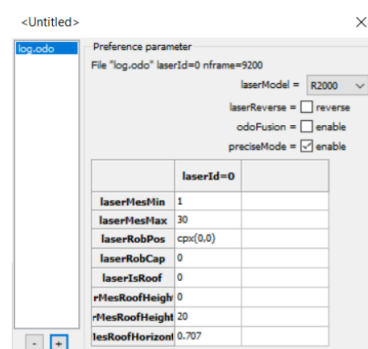 <Untitled>
log.odo
Preference parameter
File "log.odo" laserId=0 nframe=9200
laserModel = R2000
laserReverse = reverse
odoFusion = enable
preciseMode = enable
laserId=0
laserMesMin 1
laserMesMax 30
laserRobPos cpx(0,0)
laserRobCap 0
laserIsRoof 0
rMesRoofHeigh 0
rMesRoofHeight 20
lesRoofHorizont 0.707
- +